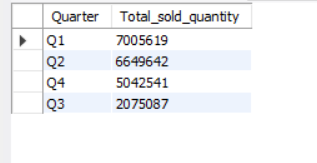 Quarter Total_sold_quantity
Q1 7005619
Q2 6649642
Q4 5042541
Q3 2075087